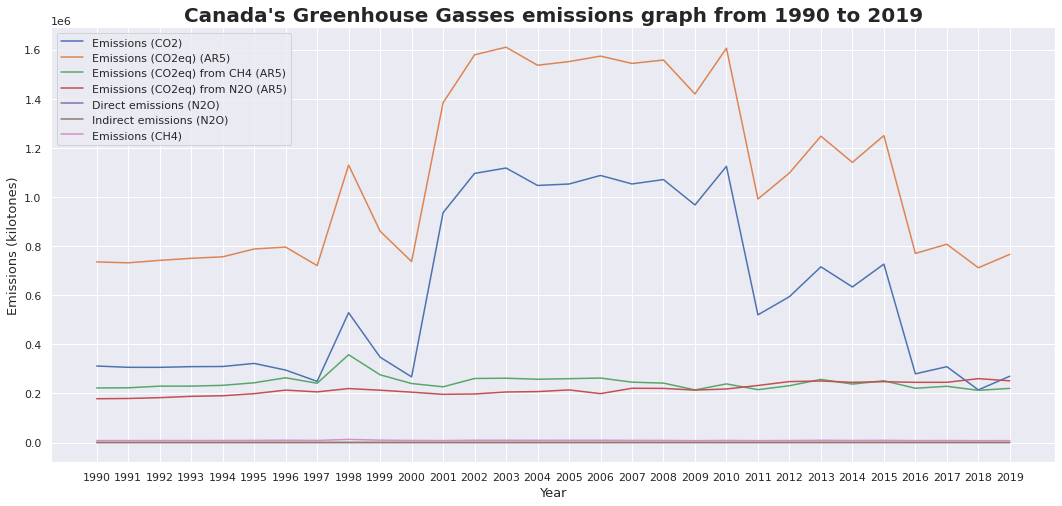 Canada's Greenhouse Gasses emissions graph from 1990 to 2019
1e6
Emissions (CO2)
Emissions (CO2eq) (AR5)
Emissions (CO2eq) from CH4 (AR5)
Emissions (CO2eq) from N2O (AR5)
Direct emissions (N2O)
Indirect emissions (N2O)
Emissions (CH4)
1.6
1.4
1.2
1.0
0.8
0.6
0.4
0.2
0.0
Emissions (kilotones)
1990 1991 1992 1993 1994 1995 1996 1997 1998 1999 2000 2001 2002 2003 2004 2005 2006 2007 2008 2009 2010 2011 2012 2013 2014 2015 2016 2017 2018 2019
Year